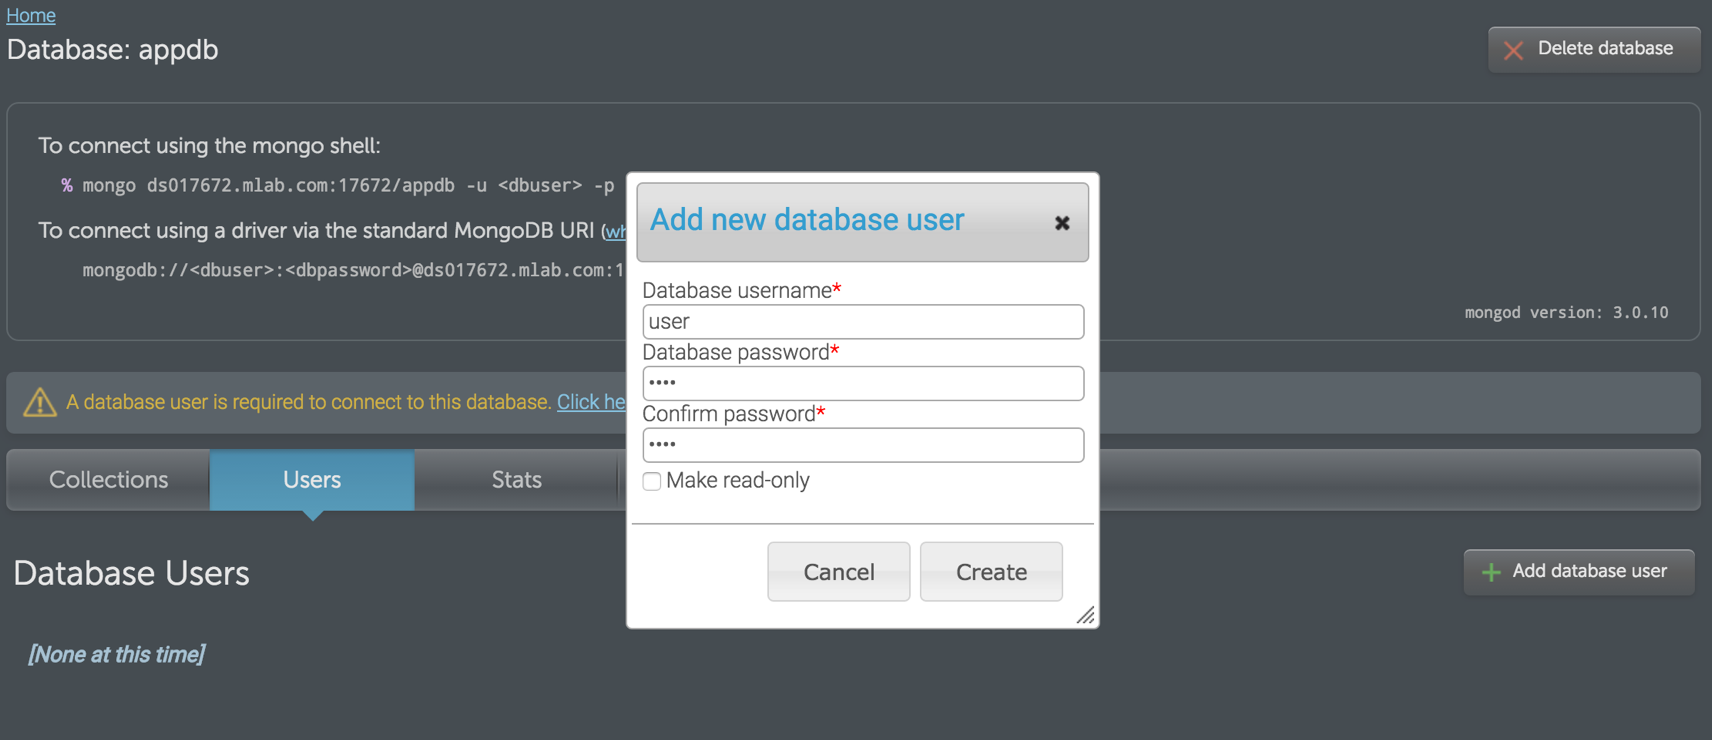 Home
Database: appdb
Delete database
To connect using the mongo shell:
% mongo ds017672.mlab.com:17672/appdb -u <dbuser> -p
To connect using a driver via the standard MongoDB URI (wh
mongodb://<dbuser>:<dbpassword>@ds017672.mlab.com:1
mongod version: 3.0.10
A database user is required to connect to this database. Click he
Collections
Users
Stats
Database Users
Add database user
[None at this time]
Add new database user
Database username*
user
Database password*
••••
Confirm password*
••••
Make read-only
Cancel
Create